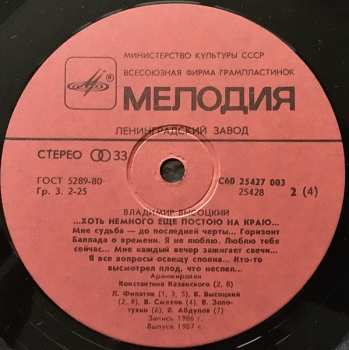 МИНИСТЕРСТВО КУЛЬТУРЫ СССР
ВСЕСОЮЗНАЯ ФИРМА ГРАМПЛАСТИНОК
МЕЛОДИЯ
ЛЕНИНГРАДСКИЙ ЗАВОД
СТЕРЕО 33
ГОСТ 5289-80
Гр. 3. 2-25
С60 25427 003
25428 2 (4)
ВЛАДИМИР ВЫСОЦКИЙ
...ХОТЬ НЕМНОГО ЕЩЕ ПОСТОЮ НА КРАЮ...
Мне судьба — до последней черты... Горизонт
Баллада о времени. Я не люблю. Люблю тебя
сейчас... Мне каждый вечер зажигает свечи...
Я все вопросы освещу сполна... Кто-то
высмотрел плод, что неспел...
Аранжировки
Константина Казанского (2, 8)
Л. Филатов (1, 3, 5), В. Высоцкий
(2, 8), В. Смехов (4), В. Золо-
тухин (6), В. Абдулов (7)
Запись 1986 г.
Выпуск 1987 г.